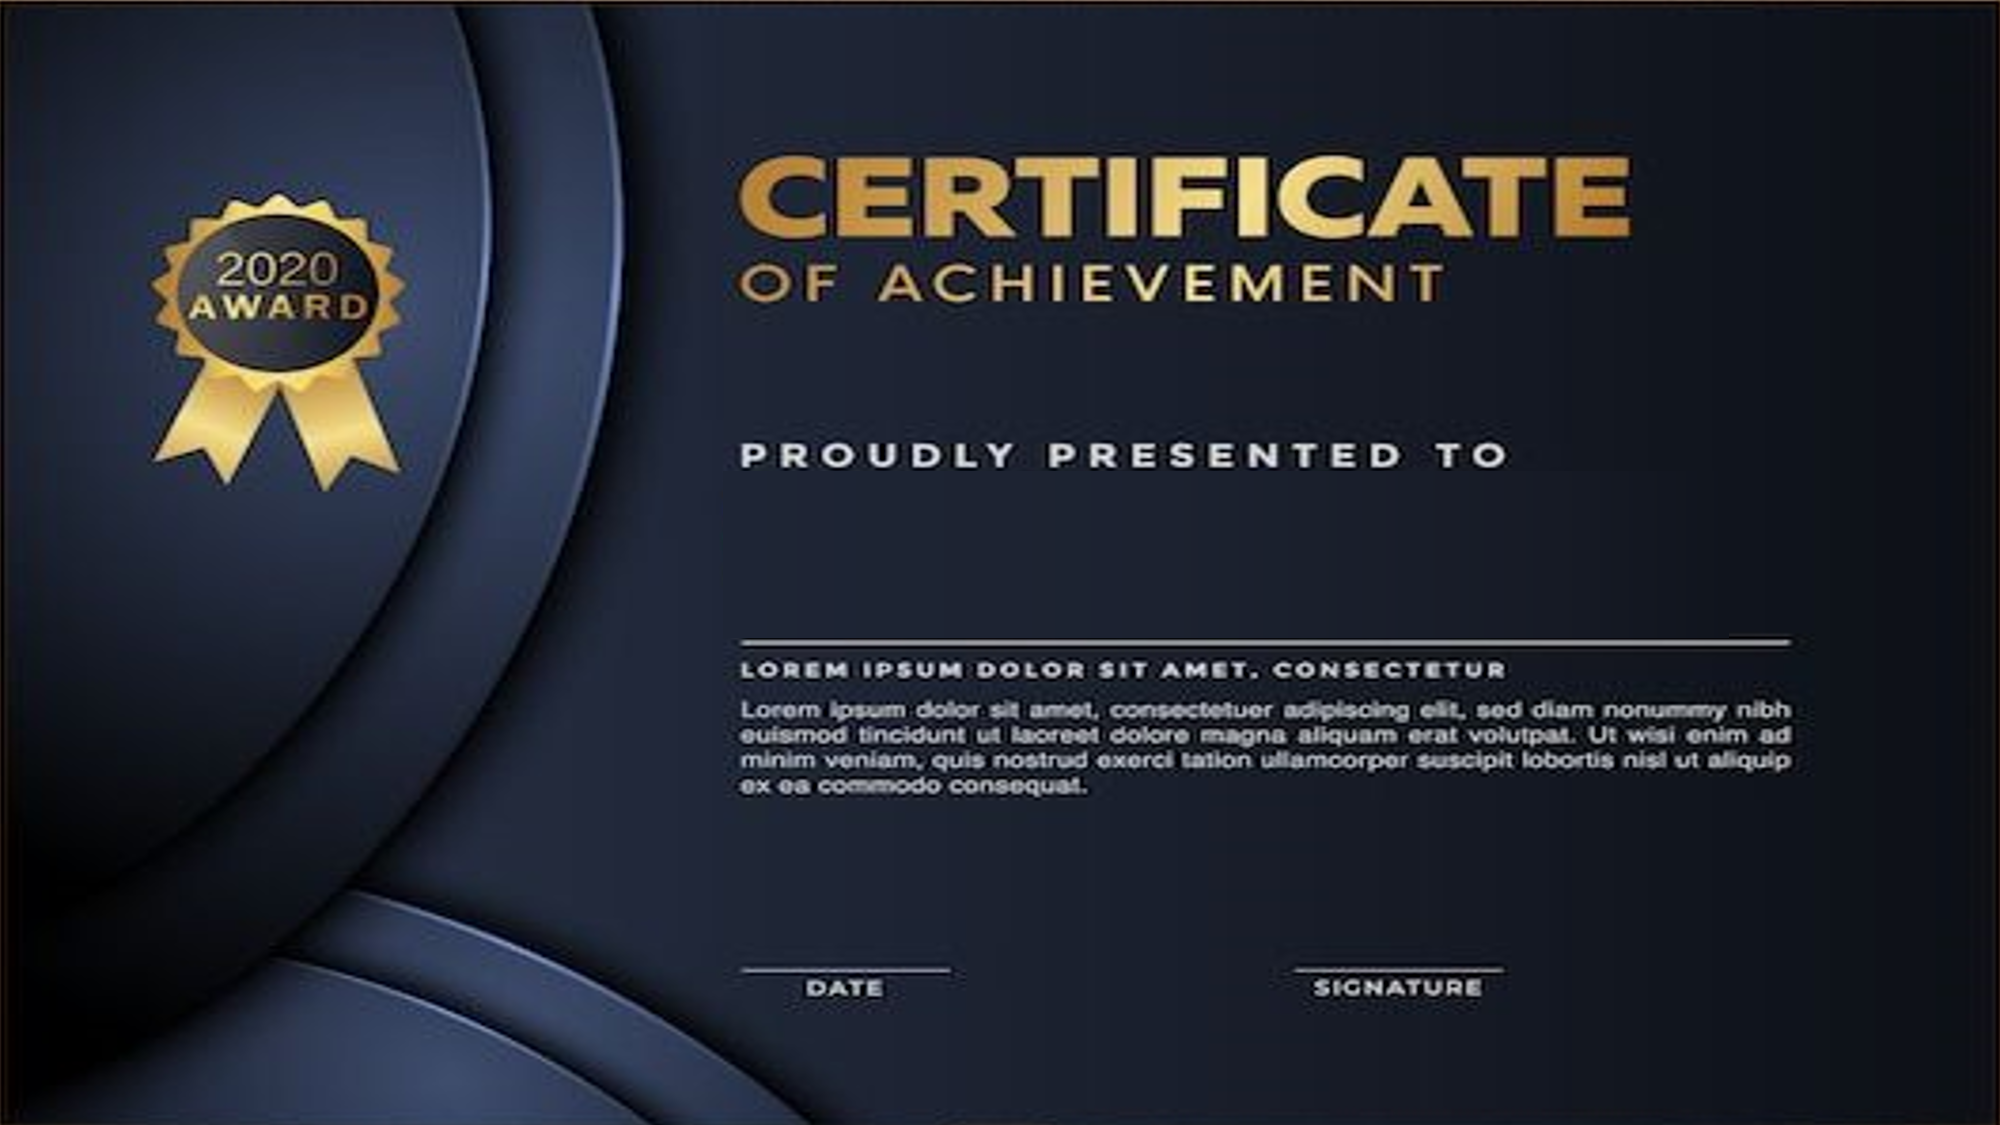 2020
AWARD
CERTIFICATE
OF ACHIEVEMENT
PROUDLY PRESENTED TO
LOREM IPSUM DOLOR SIT AMET, CONSECTETUR
Lorem ipsum dolor sit amet, consectetuer adipiscing elit, sed diam nonummy nibh
euismod tincidunt ut laoreet dolore magna aliquam erat volutpat. Ut wisi enim ad
minim veniam, quis nostrud exerci tation ullamcorper suscipit lobortis nisl ut aliquip
ex ea commodo consequat.
DATE
SIGNATURE